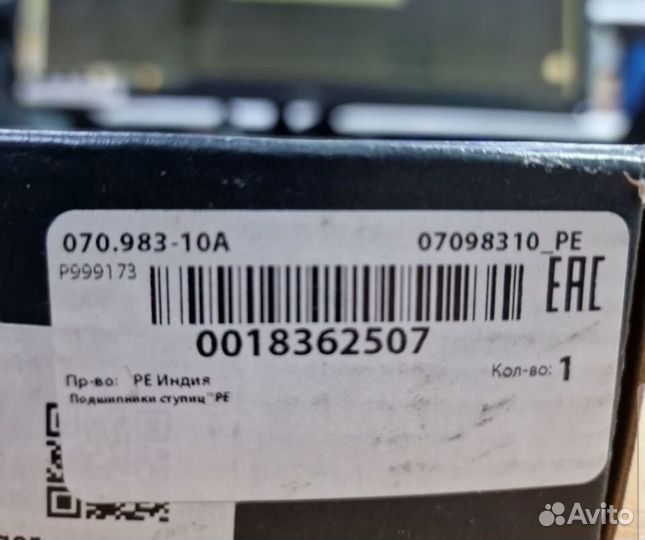 070.983-10A 07098310_PE
P999173
EAC
0018362507
Пр-во: PE Индия Кол-во: 1
Подшипники ступиц PE
Avito